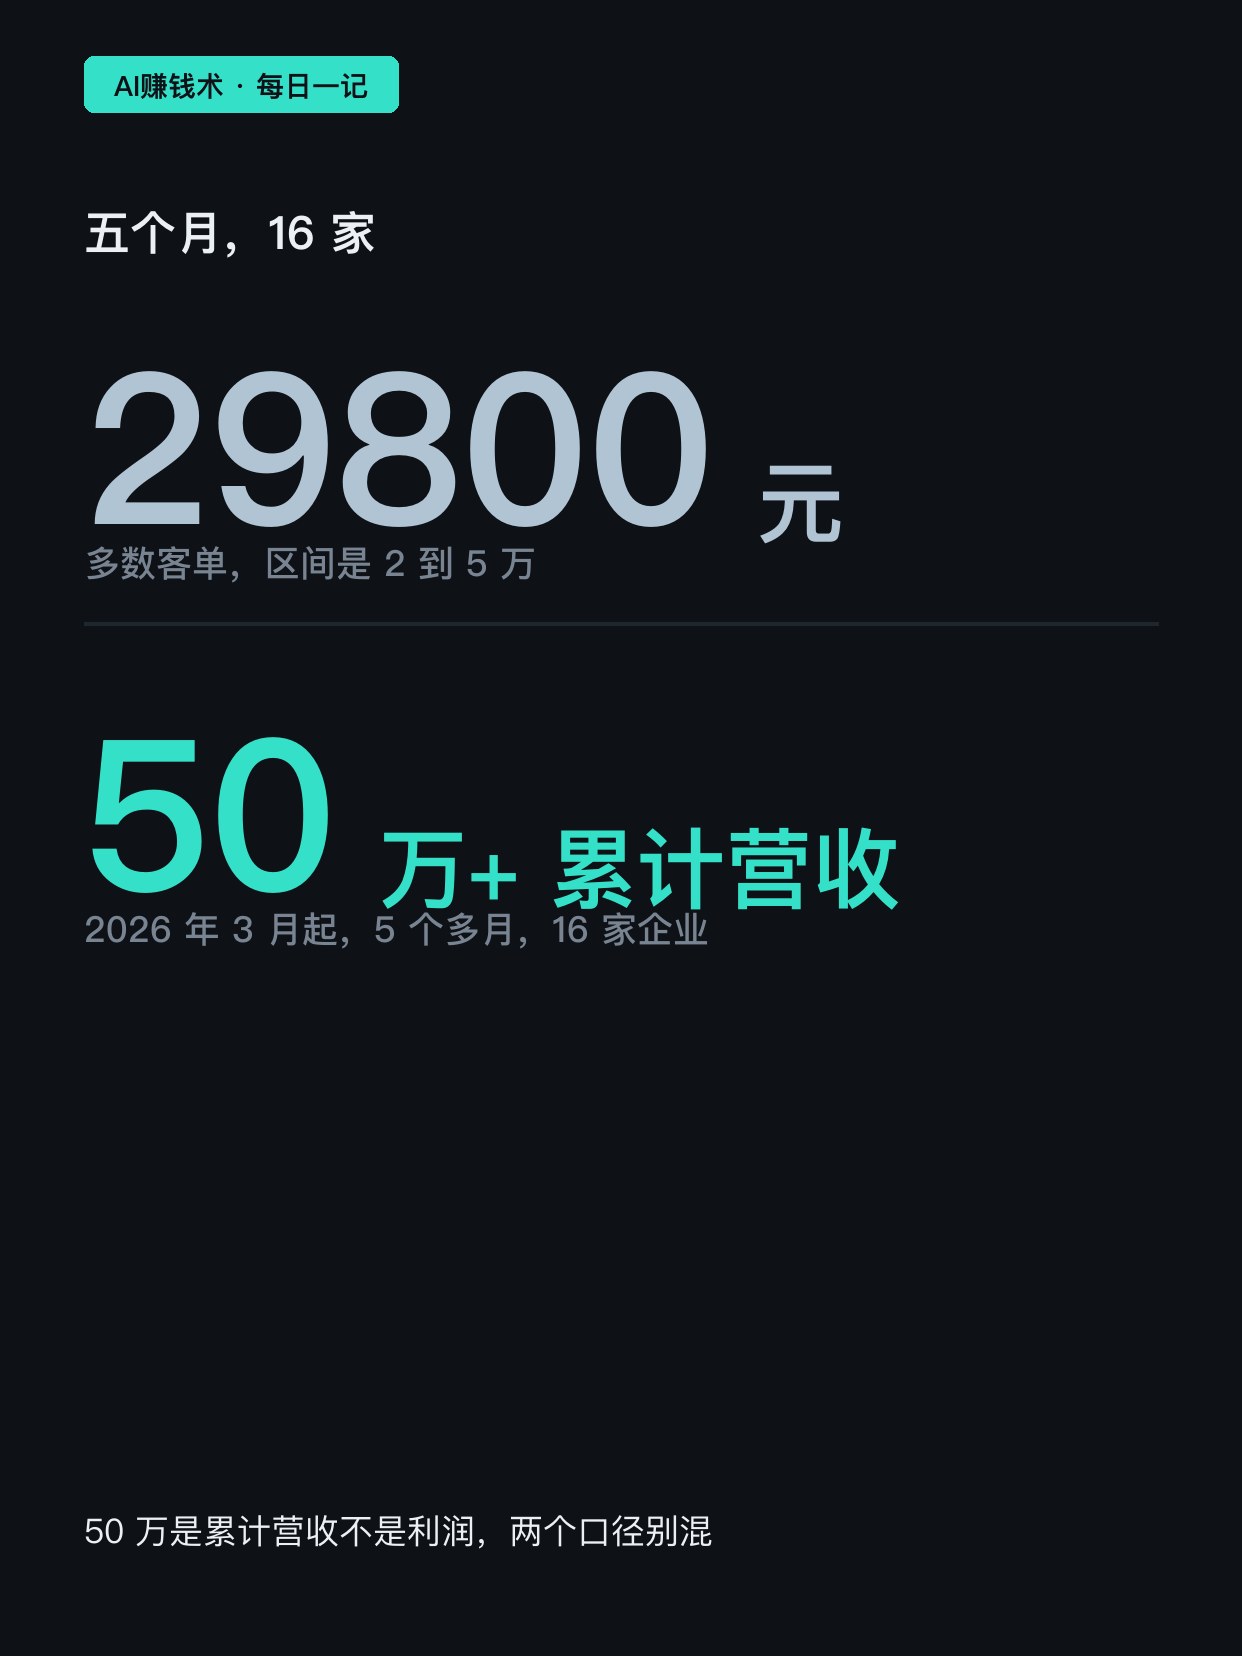 AI赚钱术 · 每日一记
五个月，16 家
29800 元
多数客单，区间是 2 到 5 万
50 万+ 累计营收
2026 年 3 月起，5 个多月，16 家企业
50 万是累计营收不是利润，两个口径别混